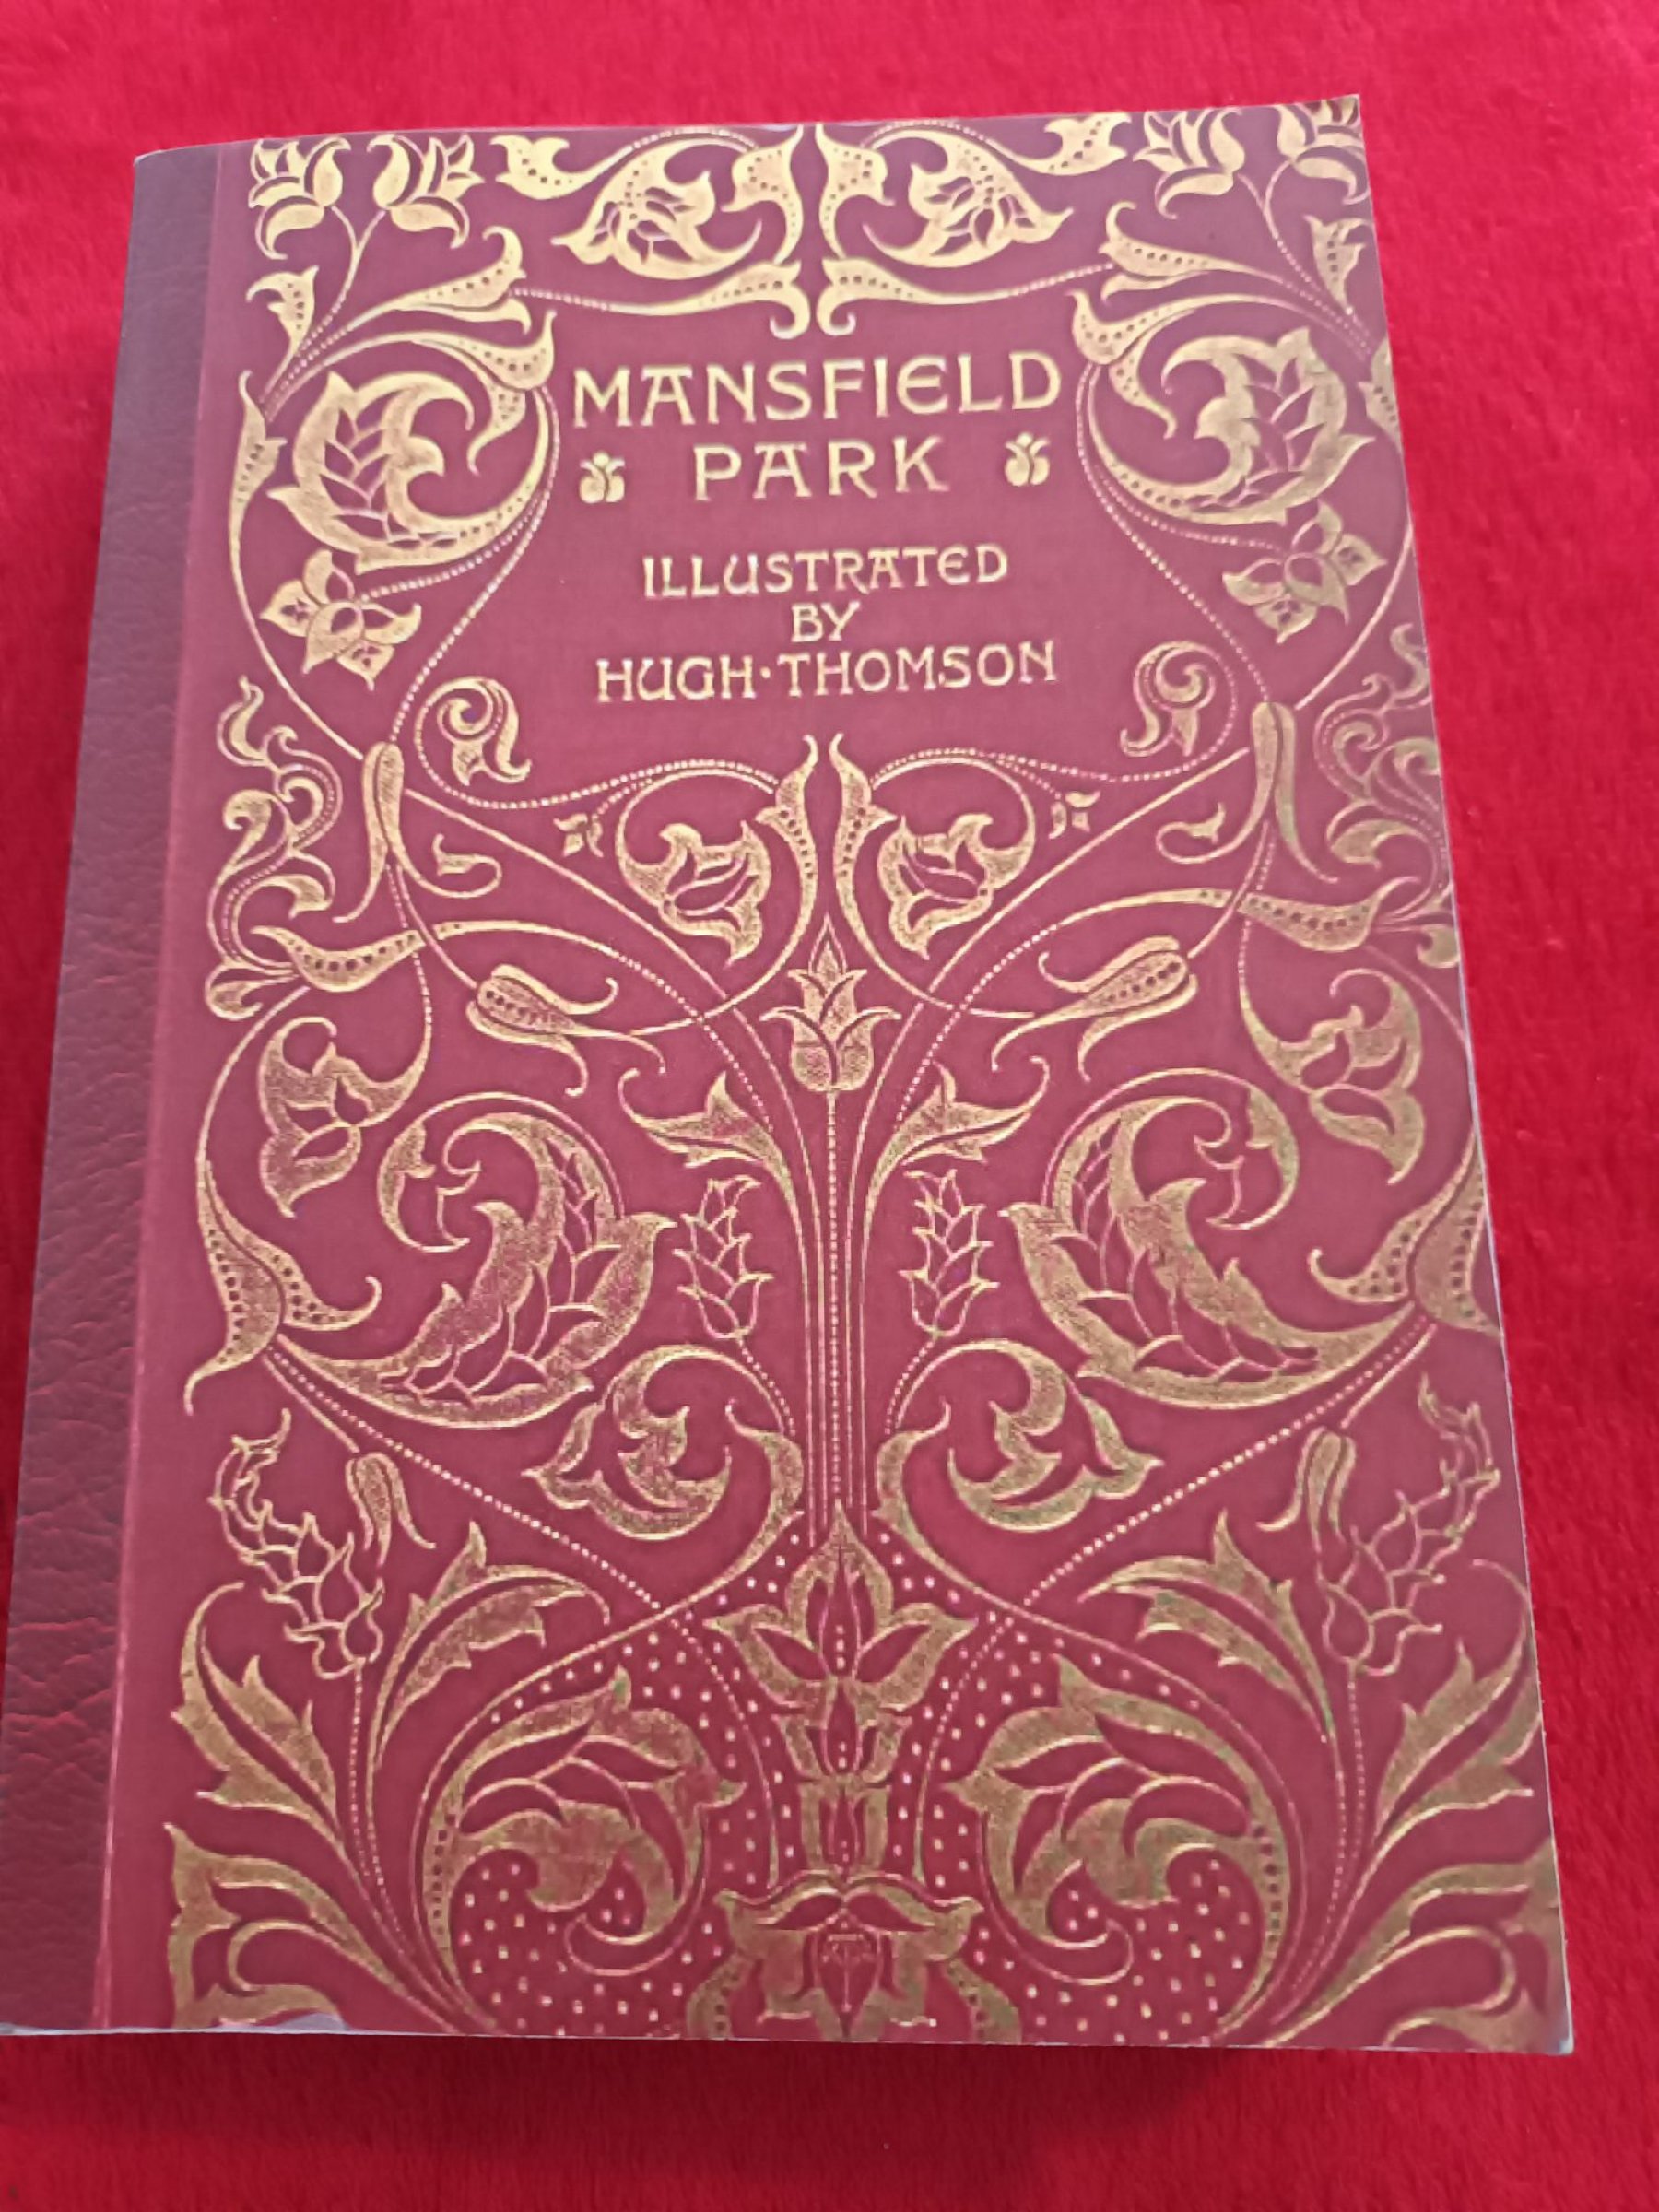 MANSFIELD
PARK
ILLUSTRATED
BY
HUGH·THOMSON